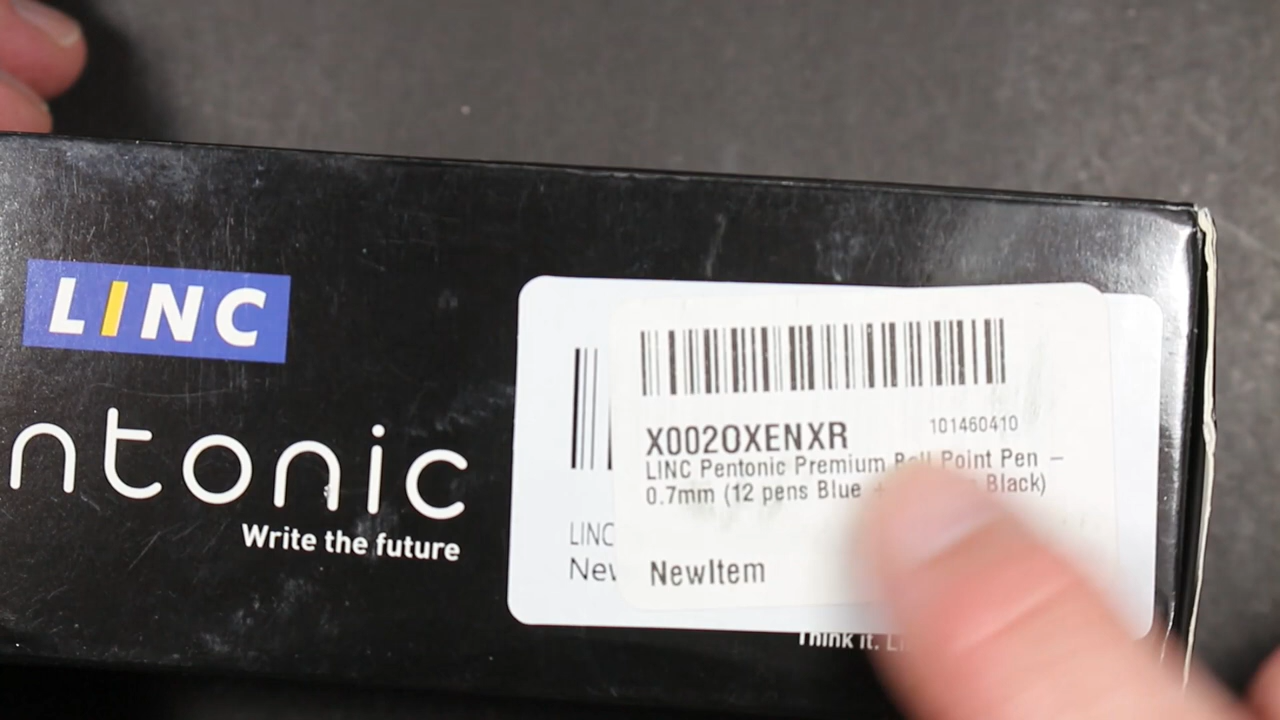 LINC
ntonic
Write the future
X002OXENXR
101460410
LINC Pentonic Premium Ball Point Pen –
0.7mm (12 pens Blue Black)
LINC
New
NewItem
Think it.